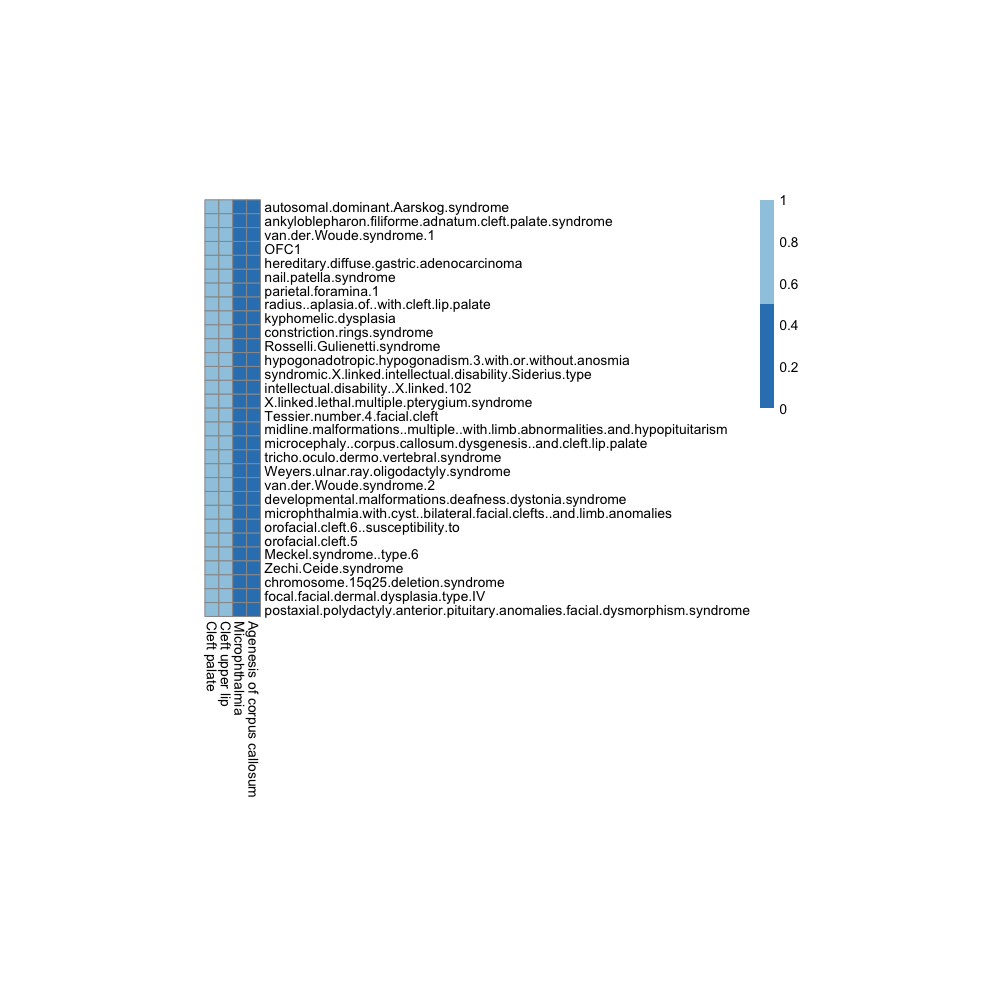 autosomal.dominant.Aarskog.syndrome
ankyloblepharon.filiforme.adnatum.cleft.palate.syndrome
van.der.Woude.syndrome.1
OFC1
hereditary.diffuse.gastric.adenocarcinoma
nail.patella.syndrome
parietal.foramina.1
radius..aplasia.of..with.cleft.lip.palate
kyphomelic.dysplasia
constriction.rings.syndrome
Rosselli.Gulienetti.syndrome
hypogonadotropic.hypogonadism.3.with.or.without.anosmia
syndromic.X.linked.intellectual.disability.Siderius.type
intellectual.disability..X.linked.102
X.linked.lethal.multiple.pterygium.syndrome
Tessier.number.4.facial.cleft
midline.malformations..multiple..with.limb.abnormalities.and.hypopituitarism
microcephaly..corpus.callosum.dysgenesis..and.cleft.lip.palate
tricho.oculo.dermo.vertebral.syndrome
Weyers.ulnar.ray.oligodactyly.syndrome
van.der.Woude.syndrome.2
developmental.malformations.deafness.dystonia.syndrome
microphthalmia.with.cyst..bilateral.facial.clefts..and.limb.anomalies
orofacial.cleft.6..susceptibility.to
orofacial.cleft.5
Meckel.syndrome..type.6
Zechi.Ceide.syndrome
chromosome.15q25.deletion.syndrome
focal.facial.dermal.dysplasia.type.IV
postaxial.polydactyly.anterior.pituitary.anomalies.facial.dysmorphism.syndrome
Cleft palate
Cleft upper lip
Microphthalmia
Agenesis of corpus callosum
1
0.8
0.6
0.4
0.2
0